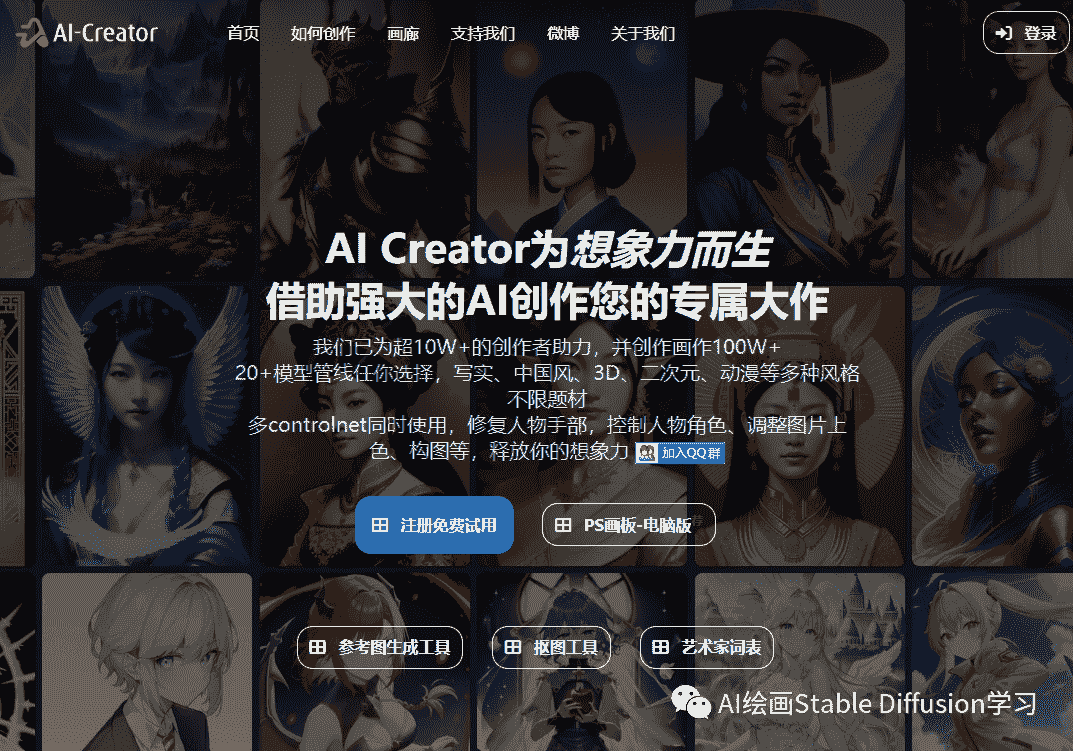 AI-Creator
首页 如何创作 画廊 支持我们 微博 关于我们
登录
AI Creator为想象力而生
借助强大的AI创作您的专属大作
我们已为超10W+的创作者助力，并创作画作100W+
20+模型管线任你选择，写实、中国风、3D、二次元、动漫等多种风格
不限题材
多controlnet同时使用，修复人物手部，控制人物角色、调整图片上
色、构图等，释放你的想象力 加入QQ群
注册免费试用 PS画板-电脑版
参考图生成工具 抠图工具 艺术家词表
AI绘画Stable Diffusion学习